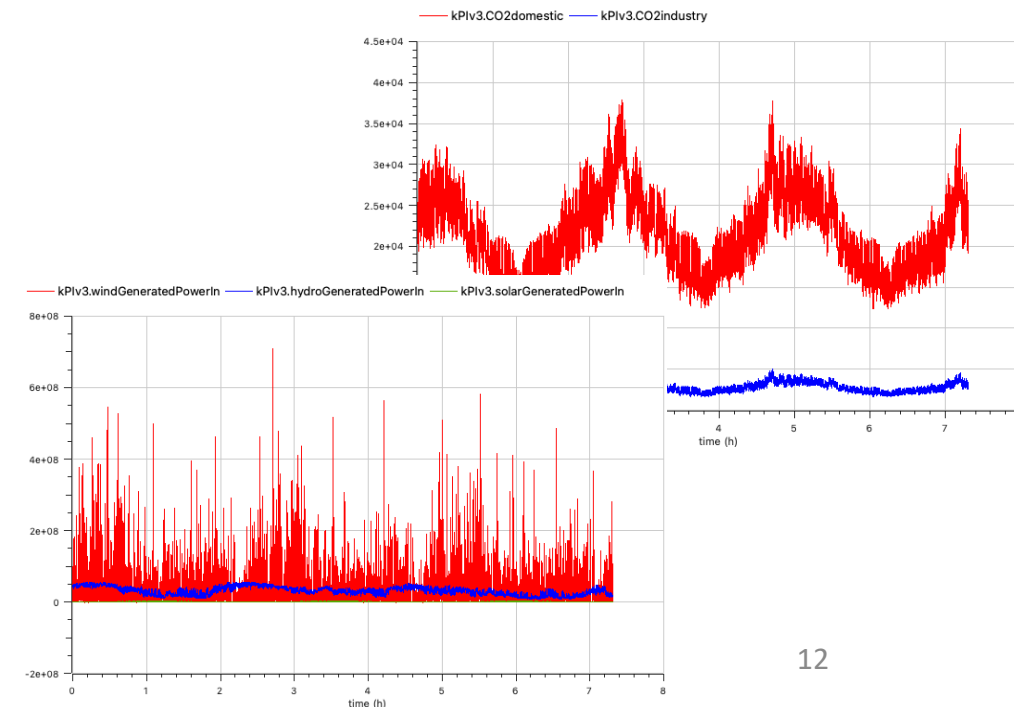 kPIv3.CO2domestic kPIv3.CO2industry
4.5e+04
4e+04
3.5e+04
3e+04
2.5e+04
2e+04
4 5 6 7
time (h)
kPIv3.windGeneratedPowerIn kPIv3.hydroGeneratedPowerIn kPIv3.solarGeneratedPowerIn
8e+08
6e+08
4e+08
2e+08
0
-2e+08
0 1 2 3 4 5 6 7 8
time (h)
12